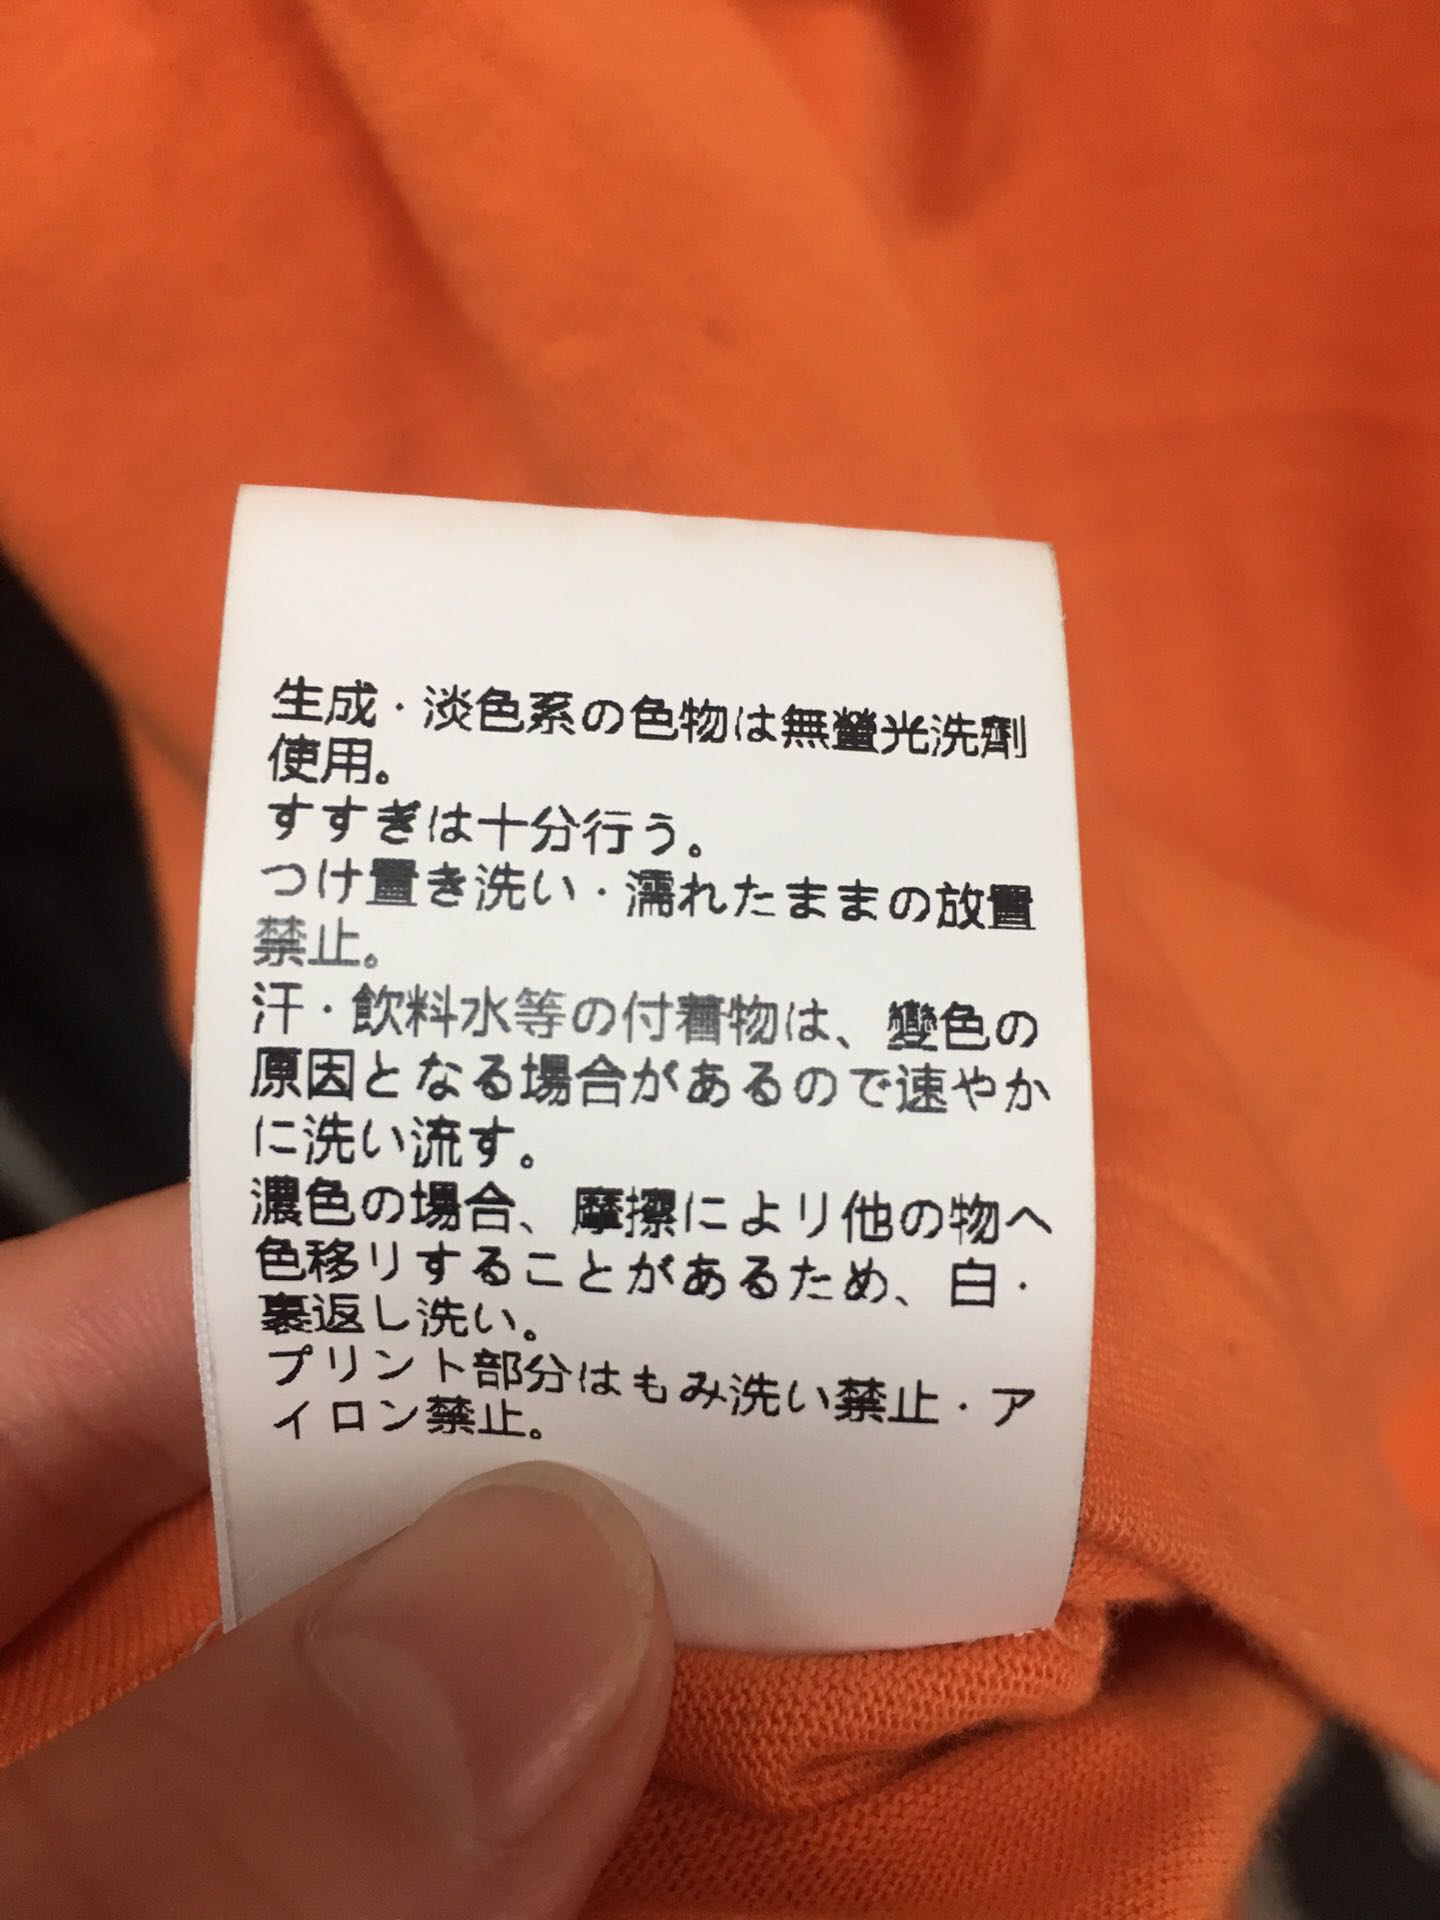 生成・淡色系の色物は無螢光洗劑
使用。
すすぎは十分行う。
つけ置き洗い・濡れたままの放置
禁止。
汗・飲料水等の付着物は、變色の
原因となる場合があるので速やか
に洗い流す。
濃色の場合、摩擦により他の物へ
色移りすることがあるため、白・
裏返し洗い。
プリント部分はもみ洗い禁止・ア
イロン禁止。